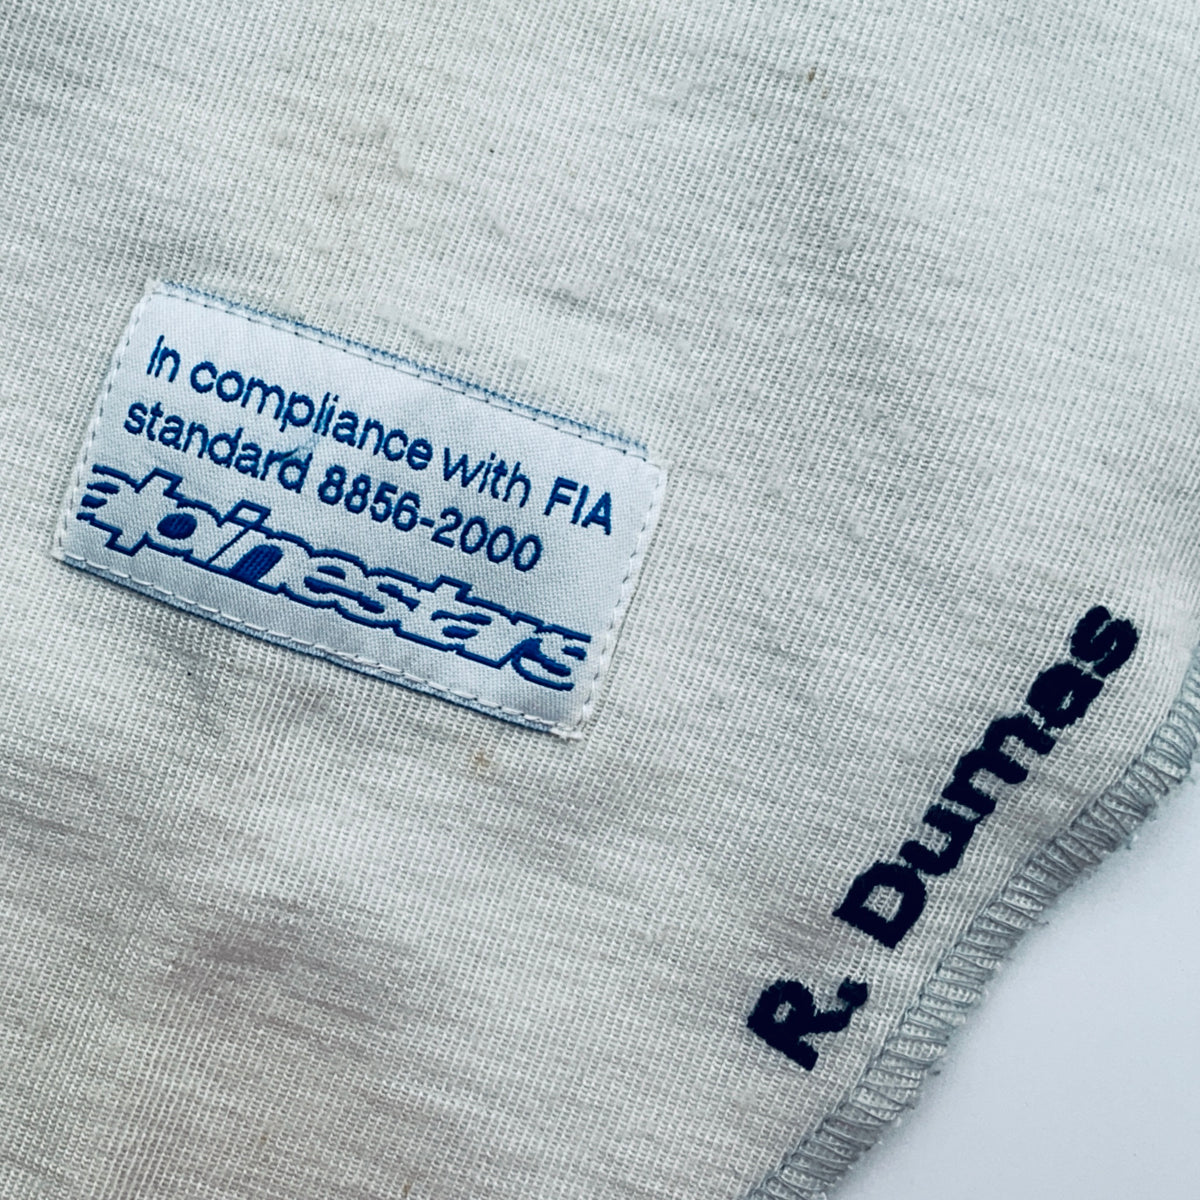 In compliance with FIA
standard 8856-2000
alpinestars
R. Dumas